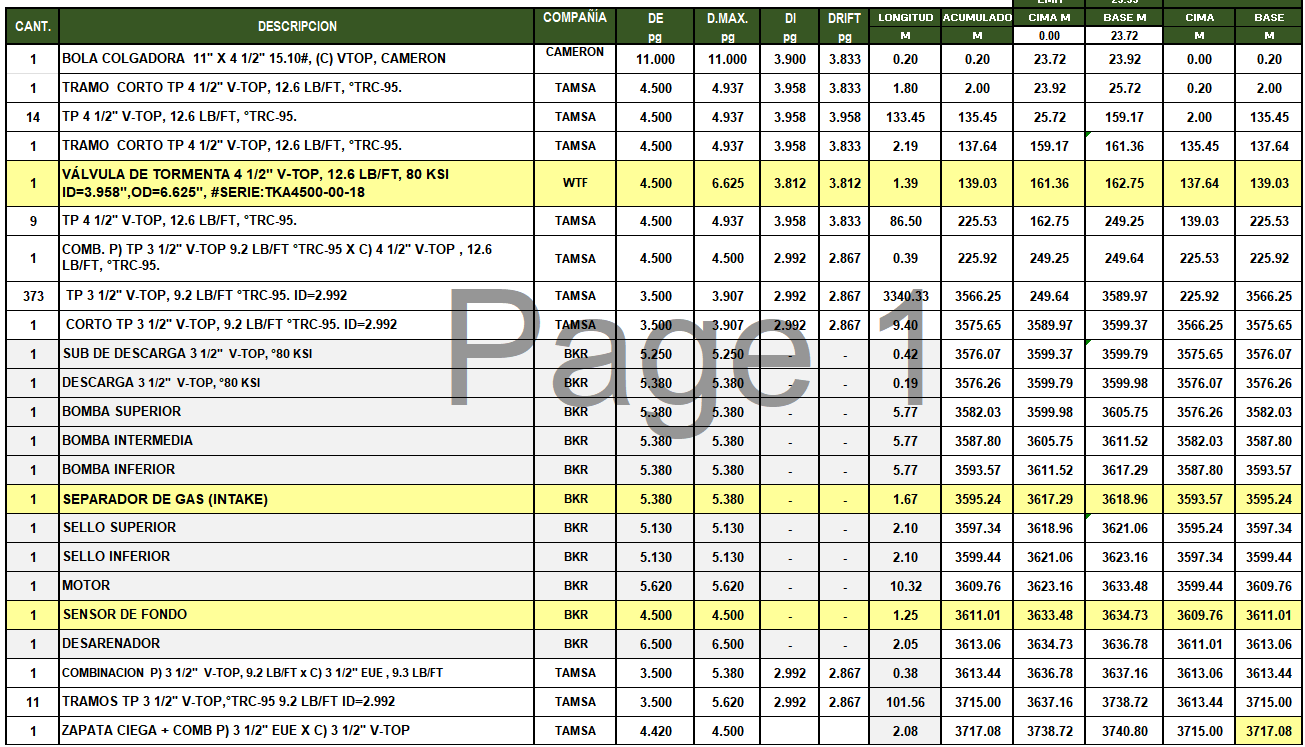 EMIT 23.55
CANT. DESCRIPCION COMPAÑIA DE D.MAX. DI DRIFT LONGITUD ACUMULADO CIMA M BASE M CIMA BASE
pg pg pg pg M M 0.00 23.72 M M
1 BOLA COLGADORA 11" X 4 1/2" 15.10#, (C) VTOP, CAMERON CAMERON 11.000 11.000 3.900 3.833 0.20 0.20 23.72 23.92 0.00 0.20
1 TRAMO CORTO TP 4 1/2" V-TOP, 12.6 LB/FT, °TRC-95. TAMSA 4.500 4.937 3.958 3.833 1.80 2.00 23.92 25.72 0.20 2.00
14 TP 4 1/2" V-TOP, 12.6 LB/FT, °TRC-95. TAMSA 4.500 4.937 3.958 3.958 133.45 135.45 25.72 159.17 2.00 135.45
1 TRAMO CORTO TP 4 1/2" V-TOP, 12.6 LB/FT, °TRC-95. TAMSA 4.500 4.937 3.958 3.833 2.19 137.64 159.17 161.36 135.45 137.64
1 VÁLVULA DE TORMENTA 4 1/2" V-TOP, 12.6 LB/FT, 80 KSI
ID=3.958",OD=6.625", #SERIE:TKA4500-00-18 WTF 4.500 6.625 3.812 3.812 1.39 139.03 161.36 162.75 137.64 139.03
9 TP 4 1/2" V-TOP, 12.6 LB/FT, °TRC-95. TAMSA 4.500 4.937 3.958 3.833 86.50 225.53 162.75 249.25 139.03 225.53
1 COMB. P) TP 3 1/2" V-TOP 9.2 LB/FT °TRC-95 X C) 4 1/2" V-TOP , 12.6
LB/FT, °TRC-95. TAMSA 4.500 4.500 2.992 2.867 0.39 225.92 249.25 249.64 225.53 225.92
373 TP 3 1/2" V-TOP, 9.2 LB/FT °TRC-95. ID=2.992 TAMSA 3.500 3.907 2.992 2.867 3340.33 3566.25 249.64 3589.97 225.92 3566.25
1 CORTO TP 3 1/2" V-TOP, 9.2 LB/FT °TRC-95. ID=2.992 TAMSA 3.500 3.907 2.992 2.867 9.40 3575.65 3589.97 3599.37 3566.25 3575.65
1 SUB DE DESCARGA 3 1/2" V-TOP, °80 KSI BKR 5.250 5.250 - - 0.42 3576.07 3599.37 3599.79 3575.65 3576.07
1 DESCARGA 3 1/2" V-TOP, °80 KSI BKR 5.380 5.380 - - 0.19 3576.26 3599.79 3599.98 3576.07 3576.26
Page 1
1 BOMBA SUPERIOR BKR 5.380 5.380 - - 5.77 3582.03 3599.98 3605.75 3576.26 3582.03
1 BOMBA INTERMEDIA BKR 5.380 5.380 - - 5.77 3587.80 3605.75 3611.52 3582.03 3587.80
1 BOMBA INFERIOR BKR 5.380 5.380 - - 5.77 3593.57 3611.52 3617.29 3587.80 3593.57
1 SEPARADOR DE GAS (INTAKE) BKR 5.380 5.380 - - 1.67 3595.24 3617.29 3618.96 3593.57 3595.24
1 SELLO SUPERIOR BKR 5.130 5.130 - - 2.10 3597.34 3618.96 3621.06 3595.24 3597.34
1 SELLO INFERIOR BKR 5.130 5.130 - - 2.10 3599.44 3621.06 3623.16 3597.34 3599.44
1 MOTOR BKR 5.620 5.620 - - 10.32 3609.76 3623.16 3633.48 3599.44 3609.76
1 SENSOR DE FONDO BKR 4.500 4.500 - - 1.25 3611.01 3633.48 3634.73 3609.76 3611.01
1 DESARENADOR BKR 6.500 6.500 - - 2.05 3613.06 3634.73 3636.78 3611.01 3613.06
1 COMBINACION P) 3 1/2" V-TOP, 9.2 LB/FT x C) 3 1/2" EUE , 9.3 LB/FT TAMSA 3.500 5.380 2.992 2.867 0.38 3613.44 3636.78 3637.16 3613.06 3613.44
11 TRAMOS TP 3 1/2" V-TOP,°TRC-95 9.2 LB/FT ID=2.992 TAMSA 3.500 5.620 2.992 2.867 101.56 3715.00 3637.16 3738.72 3613.44 3715.00
1 ZAPATA CIEGA + COMB P) 3 1/2" EUE X C) 3 1/2" V-TOP TAMSA 4.420 4.500 2.08 3717.08 3738.72 3740.80 3715.00 3717.08